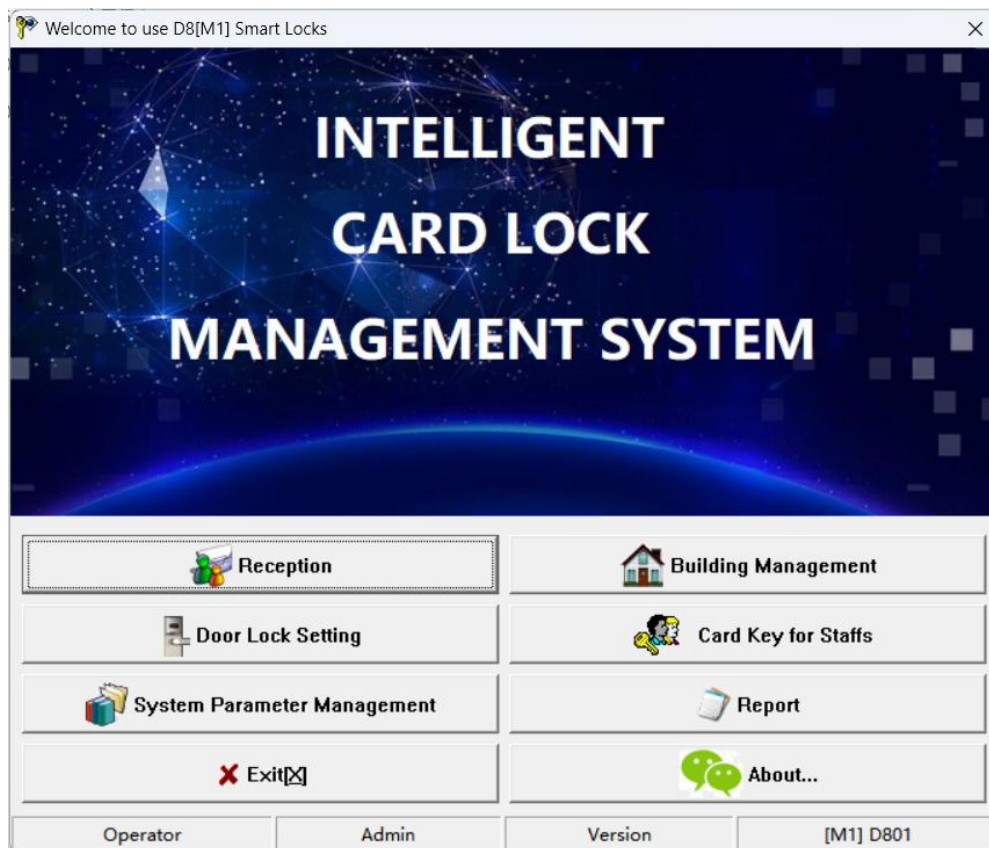 Welcome to use D8[M1] Smart Locks
INTELLIGENT
CARD LOCK
MANAGEMENT SYSTEM
Reception
Building Management
Door Lock Setting
Card Key for Staffs
System Parameter Management
Report
Exit[X]
About...
Operator
Admin
Version
[M1] D801